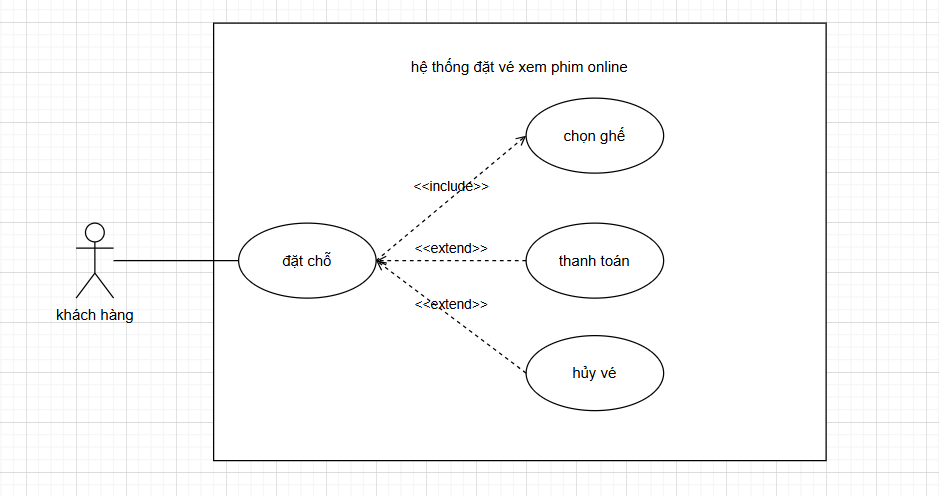 hệ thống đặt vé xem phim online
chọn ghế
<<include>>
<<extend>>
đặt chỗ
thanh toán
<<extend>>
khách hàng
hủy vé